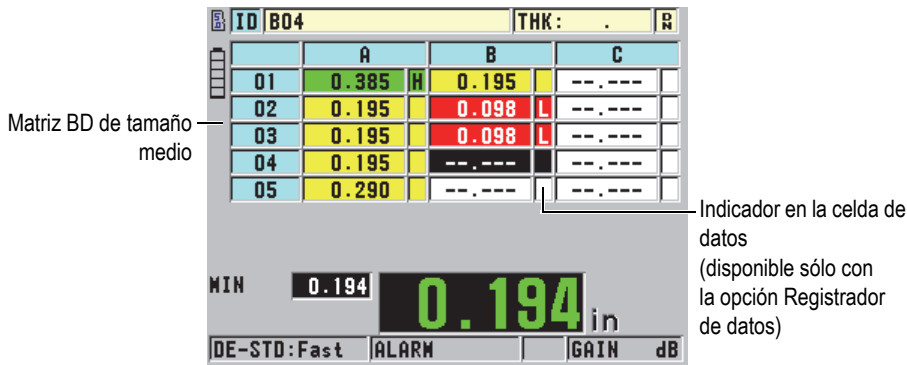 ID B04 THK: .
A B C
01 0.385 H 0.195 --.---
02 0.195 0.098 L --.---
03 0.195 0.098 L --.---
04 0.195 --.--- --.---
05 0.290 --.--- --.---
Matriz BD de tamaño
medio
Indicador en la celda de
datos
(disponible sólo con
la opción Registrador
de datos)
MIN 0.194 0.194 in
DE-STD:Fast ALARM GAIN dB